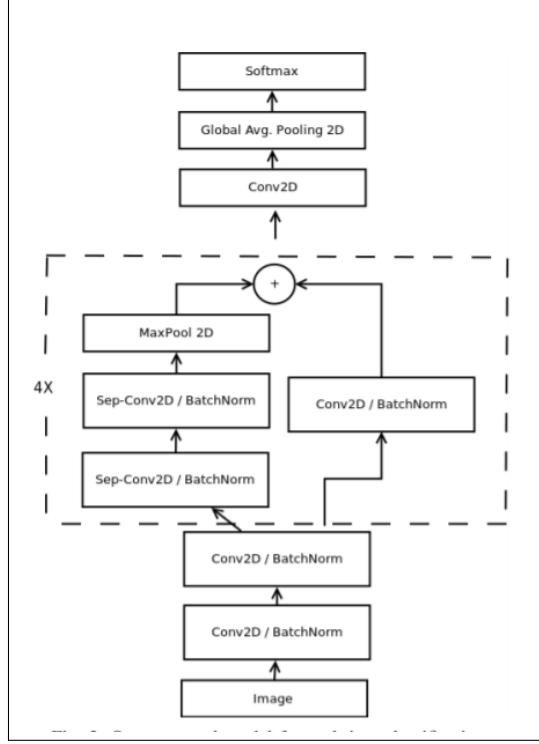 Softmax
Global Avg. Pooling 2D
Conv2D
+
MaxPool 2D
4X
Sep-Conv2D / BatchNorm
Conv2D / BatchNorm
Sep-Conv2D / BatchNorm
Conv2D / BatchNorm
Conv2D / BatchNorm
Image